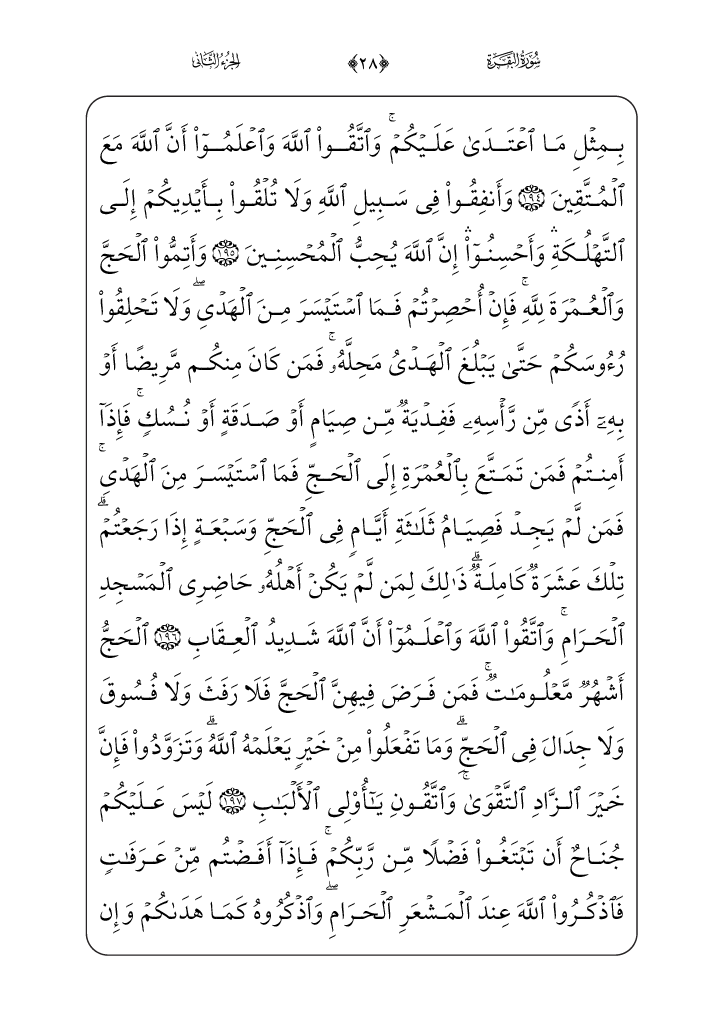 سُورَةُ البَقَرَةِ ﴿٢٨﴾ الجُزءُ الثَّانِي
بِمِثْلِ مَا ٱعْتَدَىٰ عَلَيْكُمْ ۚ وَٱتَّقُوا۟ ٱللَّهَ وَٱعْلَمُوٓا۟ أَنَّ ٱللَّهَ مَعَ
ٱلْمُتَّقِينَ ١٩٤ وَأَنفِقُوا۟ فِى سَبِيلِ ٱللَّهِ وَلَا تُلْقُوا۟ بِأَيْدِيكُمْ إِلَى
ٱلتَّهْلُكَةِ ۛ وَأَحْسِنُوٓا۟ ۛ إِنَّ ٱللَّهَ يُحِبُّ ٱلْمُحْسِنِينَ ١٩٥ وَأَتِمُّوا۟ ٱلْحَجَّ
وَٱلْعُمْرَةَ لِلَّهِ ۚ فَإِنْ أُحْصِرْتُمْ فَمَا ٱسْتَيْسَرَ مِنَ ٱلْهَدْىِ ۖ وَلَا تَحْلِقُوا۟
رُءُوسَكُمْ حَتَّىٰ يَبْلُغَ ٱلْهَدْىُ مَحِلَّهُۥ ۚ فَمَن كَانَ مِنكُم مَّرِيضًا أَوْ
بِهِۦٓ أَذًى مِّن رَّأْسِهِۦ فَفِدْيَةٌ مِّن صِيَامٍ أَوْ صَدَقَةٍ أَوْ نُسُكٍ ۚ فَإِذَآ
أَمِنتُمْ فَمَن تَمَتَّعَ بِٱلْعُمْرَةِ إِلَى ٱلْحَجِّ فَمَا ٱسْتَيْسَرَ مِنَ ٱلْهَدْىِ ۚ
فَمَن لَّمْ يَجِدْ فَصِيَامُ ثَلَٰثَةِ أَيَّامٍ فِى ٱلْحَجِّ وَسَبْعَةٍ إِذَا رَجَعْتُمْ ۗ
تِلْكَ عَشَرَةٌ كَامِلَةٌ ۗ ذَٰلِكَ لِمَن لَّمْ يَكُنْ أَهْلُهُۥ حَاضِرِى ٱلْمَسْجِدِ
ٱلْحَرَامِ ۚ وَٱتَّقُوا۟ ٱللَّهَ وَٱعْلَمُوٓا۟ أَنَّ ٱللَّهَ شَدِيدُ ٱلْعِقَابِ ١٩٦ ٱلْحَجُّ
أَشْهُرٌ مَّعْلُومَٰتٌ ۚ فَمَن فَرَضَ فِيهِنَّ ٱلْحَجَّ فَلَا رَفَثَ وَلَا فُسُوقَ
وَلَا جِدَالَ فِى ٱلْحَجِّ ۗ وَمَا تَفْعَلُوا۟ مِنْ خَيْرٍ يَعْلَمْهُ ٱللَّهُ ۗ وَتَزَوَّدُوا۟ فَإِنَّ
خَيْرَ ٱلزَّادِ ٱلتَّقْوَىٰ ۚ وَٱتَّقُونِ يَٰٓأُو۟لِى ٱلْأَلْبَٰبِ ١٩٧ لَيْسَ عَلَيْكُمْ
جُنَاحٌ أَن تَبْتَغُوا۟ فَضْلًا مِّن رَّبِّكُمْ ۚ فَإِذَآ أَفَضْتُم مِّنْ عَرَفَٰتٍ
فَٱذْكُرُوا۟ ٱللَّهَ عِندَ ٱلْمَشْعَرِ ٱلْحَرَامِ ۖ وَٱذْكُرُوهُ كَمَا هَدَىٰكُمْ وَإِن